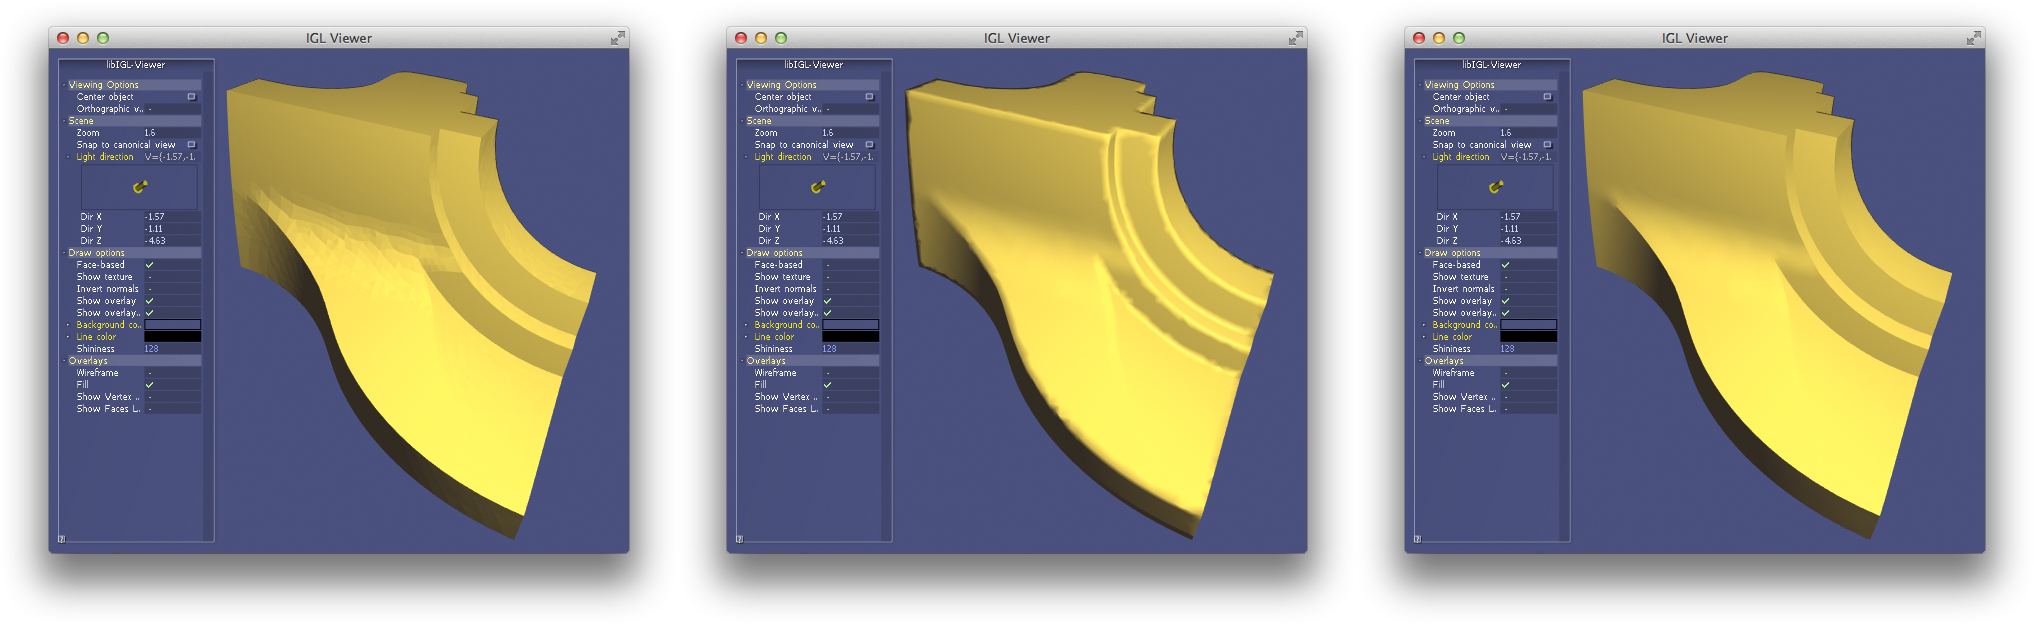 IGL Viewer
libIGL-Viewer
Viewing Options
Center object
Orthographic v.. -
Scene
Zoom 1.6
Snap to canonical view
Light direction V={-1.57,-1.
Dir X -1.57
Dir Y -1.11
Dir Z -4.63
Draw options
Face-based
Show texture -
Invert normals -
Show overlay
Show overlay..
Background co..
Line color
Shininess 128
Overlays
Wireframe -
Fill
Show Vertex .. -
Show Faces L. -
?
IGL Viewer
libIGL-Viewer
Viewing Options
Center object
Orthographic v.. -
Scene
Zoom 1.6
Snap to canonical view
Light direction V={-1.57,-1.
Dir X -1.57
Dir Y -1.11
Dir Z -4.63
Draw options
Face-based -
Show texture -
Invert normals -
Show overlay
Show overlay..
Background co..
Line color
Shininess 128
Overlays
Wireframe -
Fill
Show Vertex .. -
Show Faces L. -
?
IGL Viewer
libIGL-Viewer
Viewing Options
Center object
Orthographic v.. -
Scene
Zoom 1.6
Snap to canonical view
Light direction V={-1.57,-1.
Dir X -1.57
Dir Y -1.11
Dir Z -4.63
Draw options
Face-based
Show texture -
Invert normals -
Show overlay
Show overlay..
Background co..
Line color
Shininess 128
Overlays
Wireframe -
Fill
Show Vertex .. -
Show Faces L. -
?